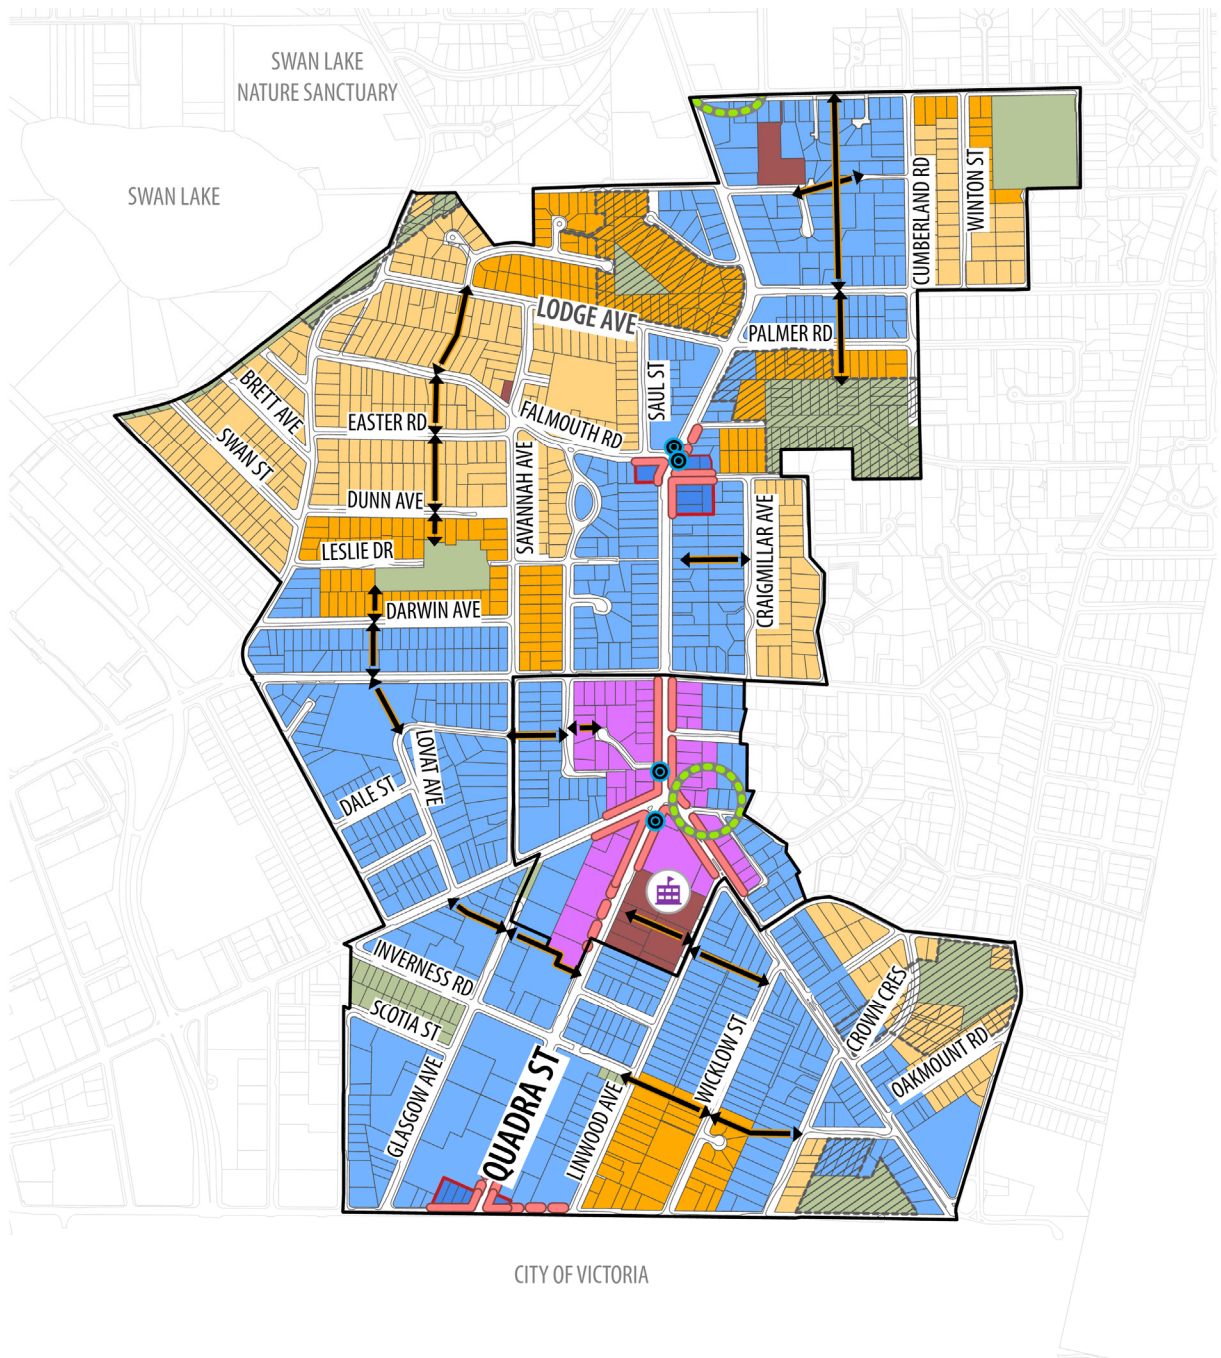 SWAN LAKE
NATURE SANCTUARY
SWAN LAKE
CUMBERLAND RD
WINTON ST
LODGE AVE
PALMER RD
SAUL ST
BRETT AVE
EASTER RD
FALMOUTH RD
SWAN ST
SAVANNAH AVE
DUNN AVE
CRAIGMILLAR AVE
LESLIE DR
DARWIN AVE
LOVAT AVE
DALE ST
INVERNESS RD
SCOTIA ST
CROWN CRES
OAKMOUNT RD
GLASGOW AVE
QUADRA ST
WICKLOW ST
LINWOOD AVE
CITY OF VICTORIA